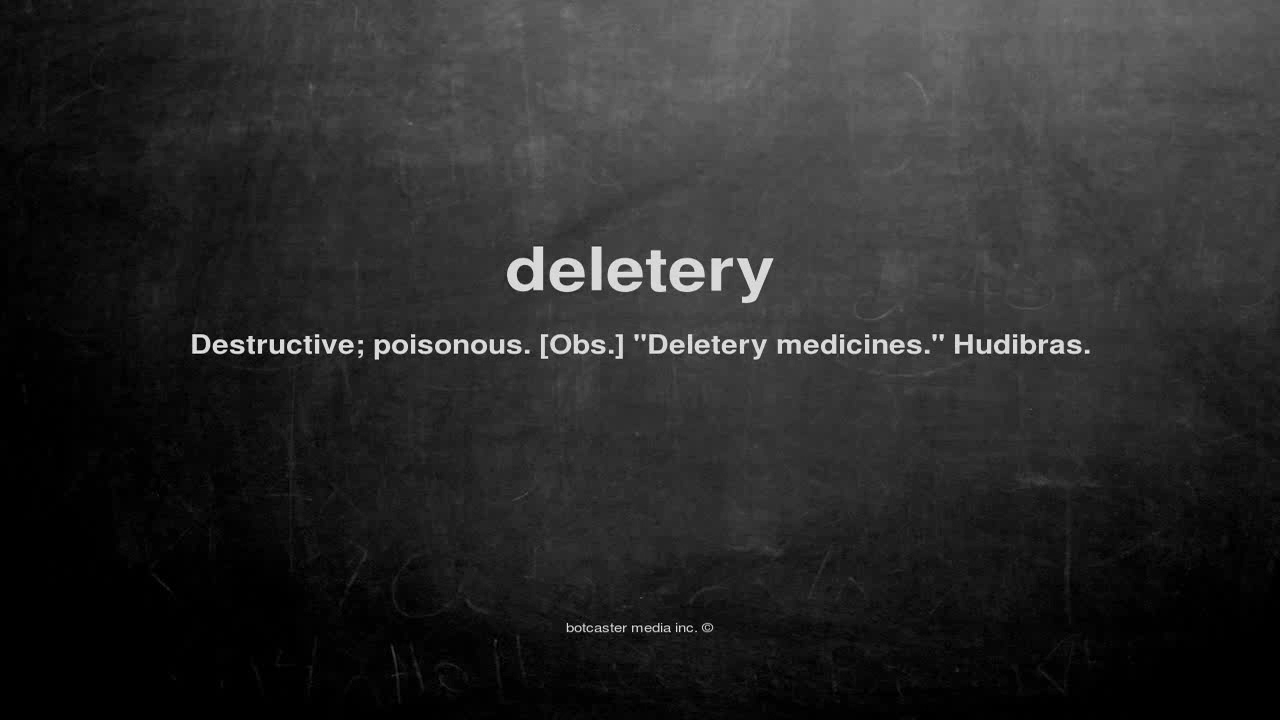 deletery
Destructive; poisonous. [Obs.] "Deletery medicines." Hudibras.
botcaster media inc. ©